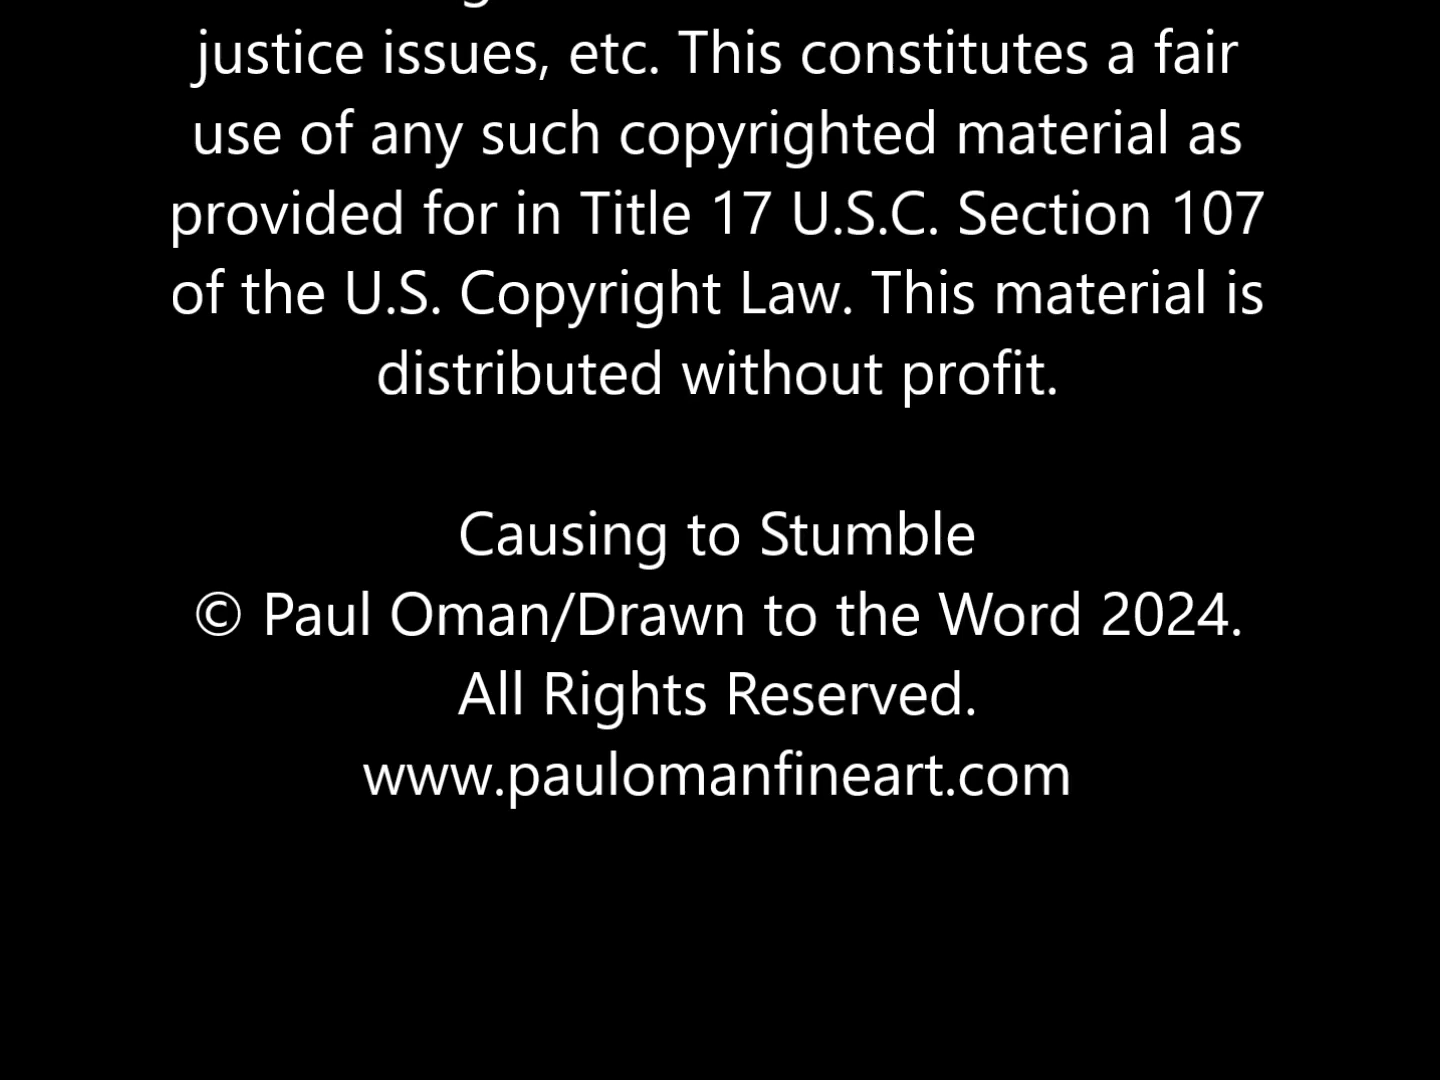 justice issues, etc. This constitutes a fair
use of any such copyrighted material as
provided for in Title 17 U.S.C. Section 107
of the U.S. Copyright Law. This material is
distributed without profit.
Causing to Stumble
© Paul Oman/Drawn to the Word 2024.
All Rights Reserved.
www.paulomanfineart.com